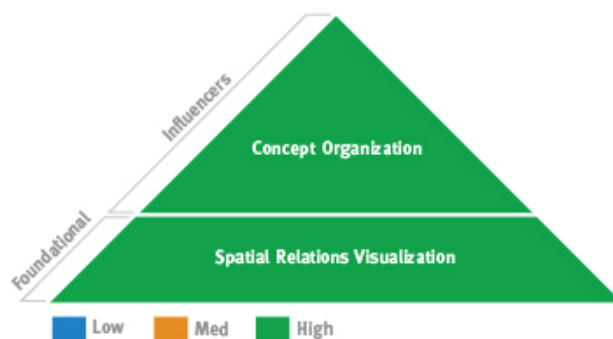 Influencers
Concept Organization
Foundational
Spatial Relations Visualization
Low Med High